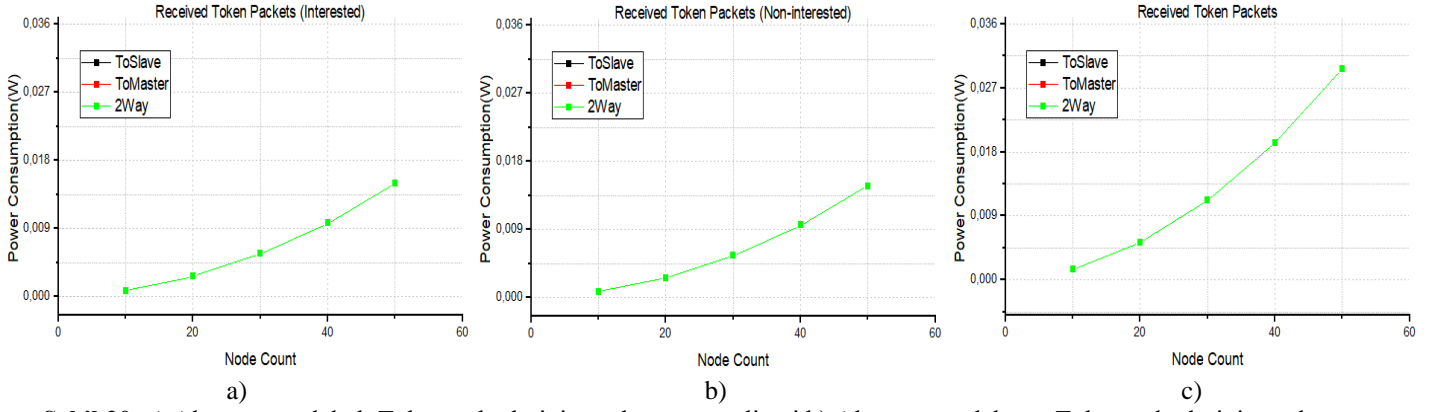 Received Token Packets (Interested)
0,036
0,027
0,018
0,009
0,000
Power Consumption(W)
ToSlave
ToMaster
2Way
0
20
40
60
Node Count
a)
Received Token Packets (Non-interested)
0,036
0,027
0,018
0,009
0,000
Power Consumption(W)
ToSlave
ToMaster
2Way
0
20
40
60
Node Count
b)
Received Token Packets
0,036
0,027
0,018
0,009
0,000
Power Consumption(W)
ToSlave
ToMaster
2Way
0
20
40
60
Node Count
c)